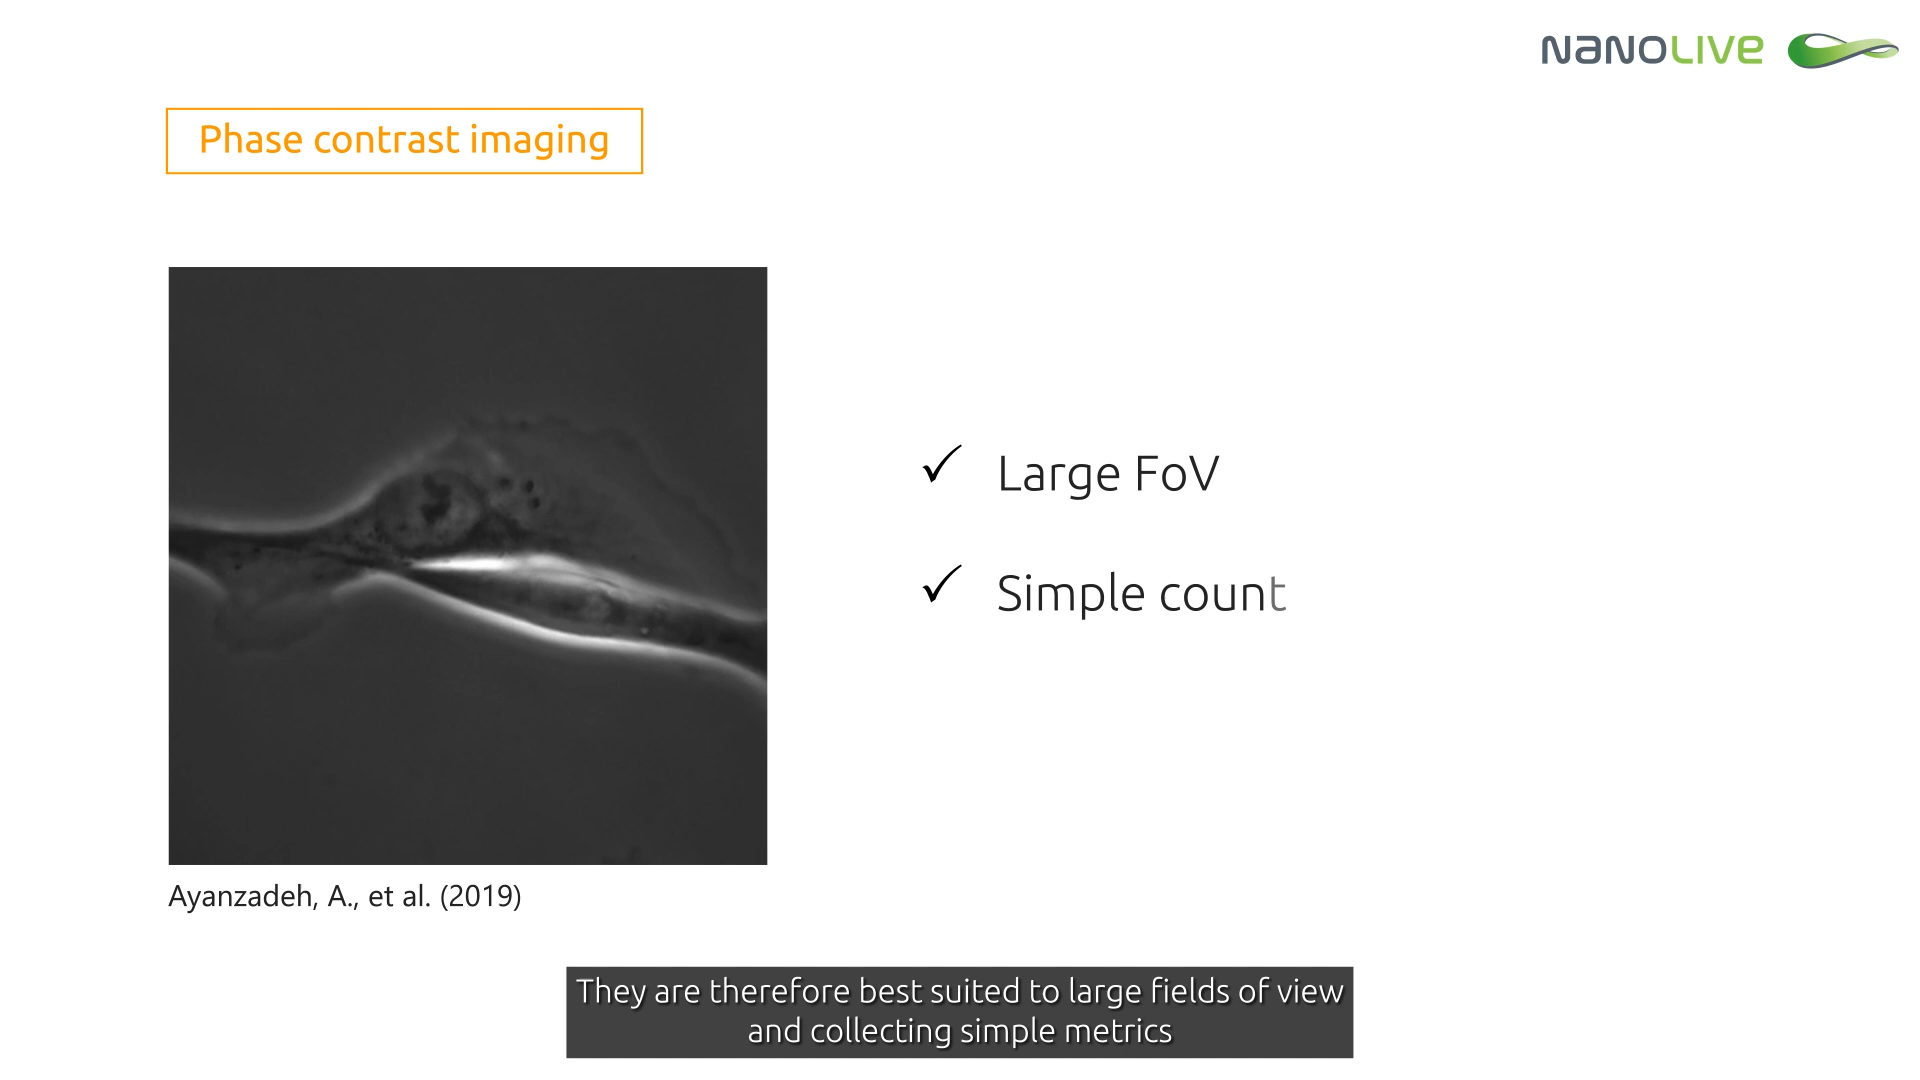 NANOLIVE
Phase contrast imaging
✓ Large FoV
✓ Simple count
Ayanzadeh, A., et al. (2019)
They are therefore best suited to large fields of view
and collecting simple metrics